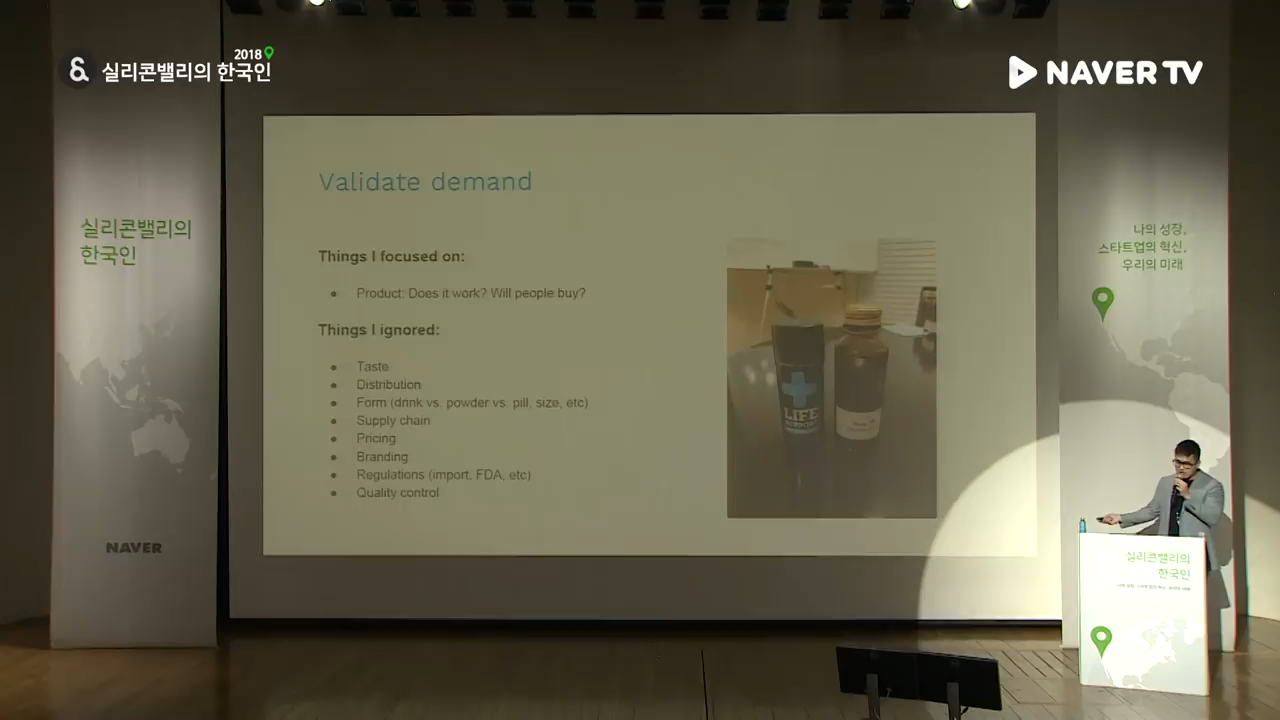 2018
& 실리콘밸리의 한국인
NAVER TV
실리콘밸리의
한국인
NAVER
Validate demand
Things I focused on:
• Product: Does it work? Will people buy?
Things I ignored:
• Taste
• Distribution
• Form (drink vs. powder vs. pill, size, etc)
• Supply chain
• Pricing
• Branding
• Regulations (import, FDA, etc)
• Quality control
LIFE
SUPPORT
나의 성장,
스타트업의 혁신,
우리의 미래
실리콘밸리의
한국인